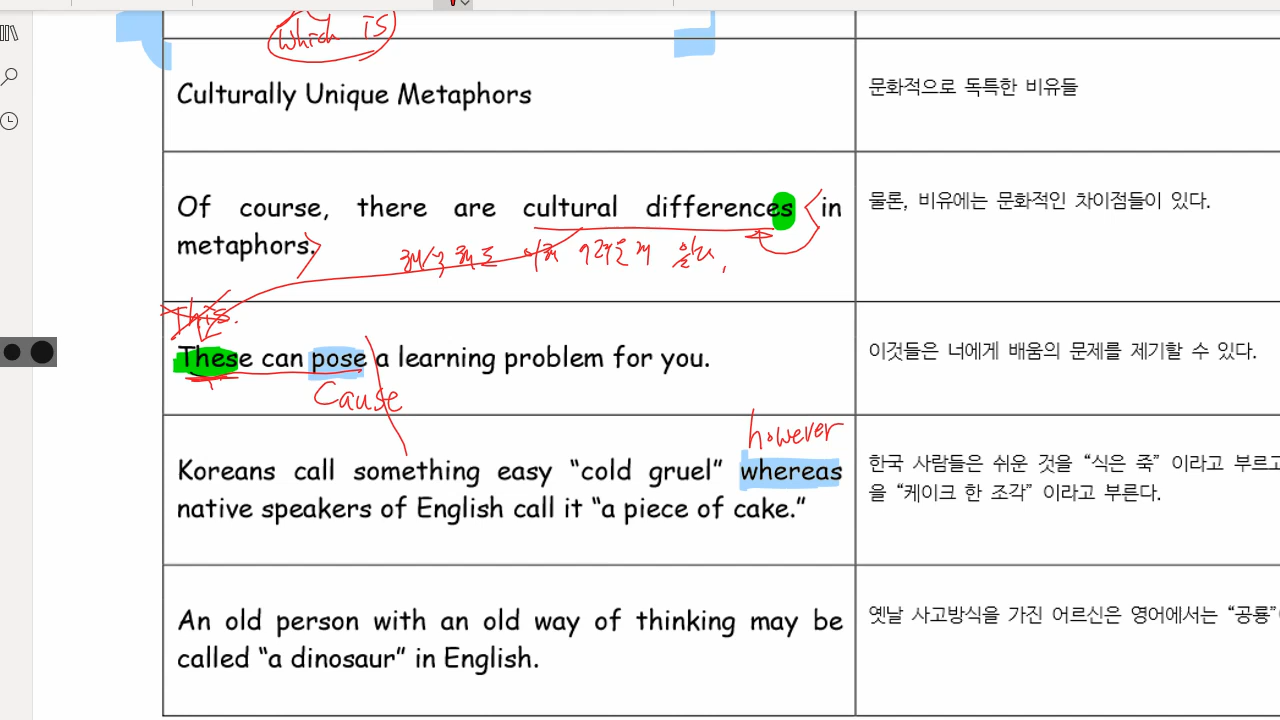 which is
Culturally Unique Metaphors
문화적으로 독특한 비유들
Of course, there are cultural differences in
metaphors.
물론, 비유에는 문화적인 차이점들이 있다.
This.
These can pose a learning problem for you.
이것들은 너에게 배움의 문제를 제기할 수 있다.
Cause
however
Koreans call something easy “cold gruel” whereas
native speakers of English call it “a piece of cake.”
한국 사람들은 쉬운 것을 “식은 죽” 이라고 부르고
을 “케이크 한 조각” 이라고 부른다.
An old person with an old way of thinking may be
called “a dinosaur” in English.
옛날 사고방식을 가진 어르신은 영어에서는 “공룡”